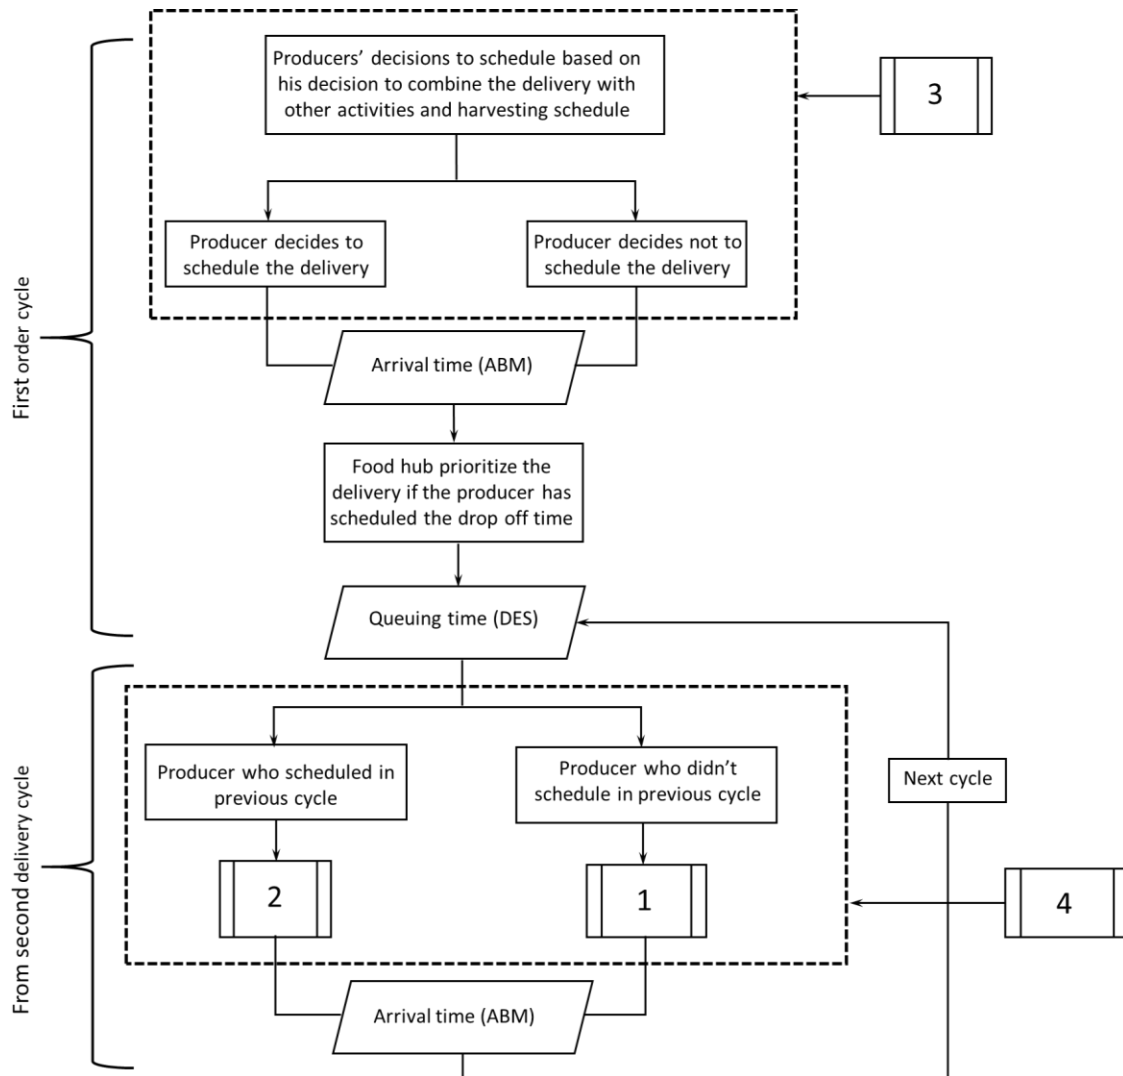 Producers’ decisions to schedule based on
his decision to combine the delivery with
other activities and harvesting schedule
3
Producer decides to
schedule the delivery
Producer decides not to
schedule the delivery
First order cycle
Arrival time (ABM)
Food hub prioritize the
delivery if the producer has
scheduled the drop off time
Queuing time (DES)
Producer who scheduled in
previous cycle
Producer who didn’t
schedule in previous cycle
Next cycle
From second delivery cycle
2
1
4
Arrival time (ABM)